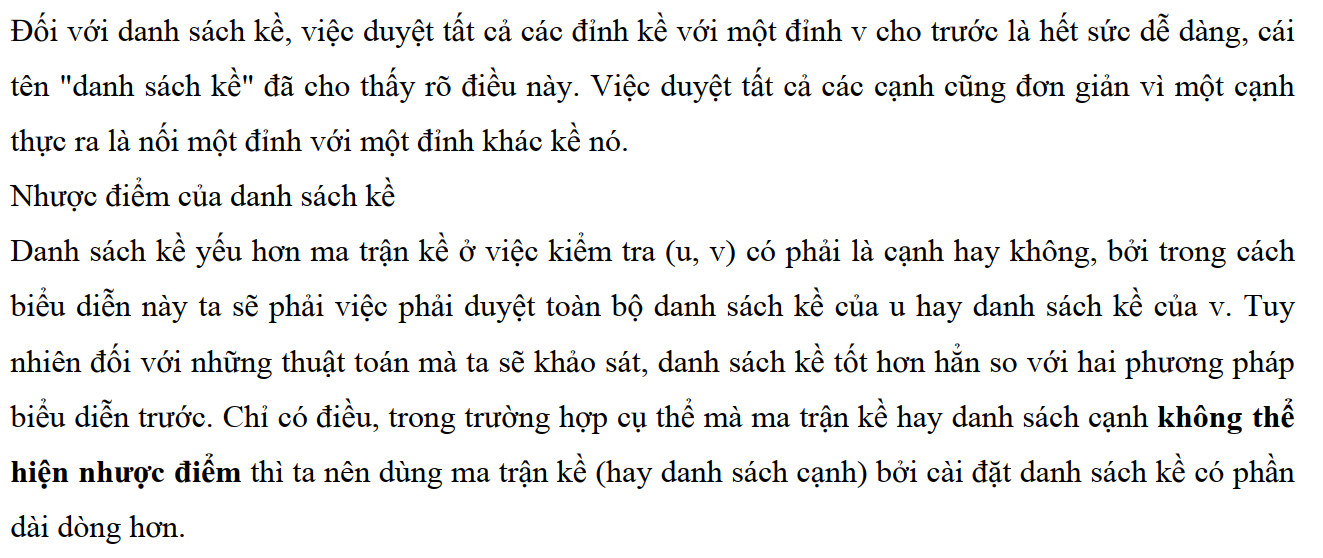 Đối với danh sách kề, việc duyệt tất cả các đỉnh kề với một đỉnh v cho trước là hết sức dễ dàng, cái
tên "danh sách kề" đã cho thấy rõ điều này. Việc duyệt tất cả các cạnh cũng đơn giản vì một cạnh
thực ra là nối một đỉnh với một đỉnh khác kề nó.
Nhược điểm của danh sách kề
Danh sách kề yếu hơn ma trận kề ở việc kiểm tra (u, v) có phải là cạnh hay không, bởi trong cách
biểu diễn này ta sẽ phải việc phải duyệt toàn bộ danh sách kề của u hay danh sách kề của v. Tuy
nhiên đối với những thuật toán mà ta sẽ khảo sát, danh sách kề tốt hơn hẳn so với hai phương pháp
biểu diễn trước. Chỉ có điều, trong trường hợp cụ thể mà ma trận kề hay danh sách cạnh không thể
hiện nhược điểm thì ta nên dùng ma trận kề (hay danh sách cạnh) bởi cài đặt danh sách kề có phần
dài dòng hơn.